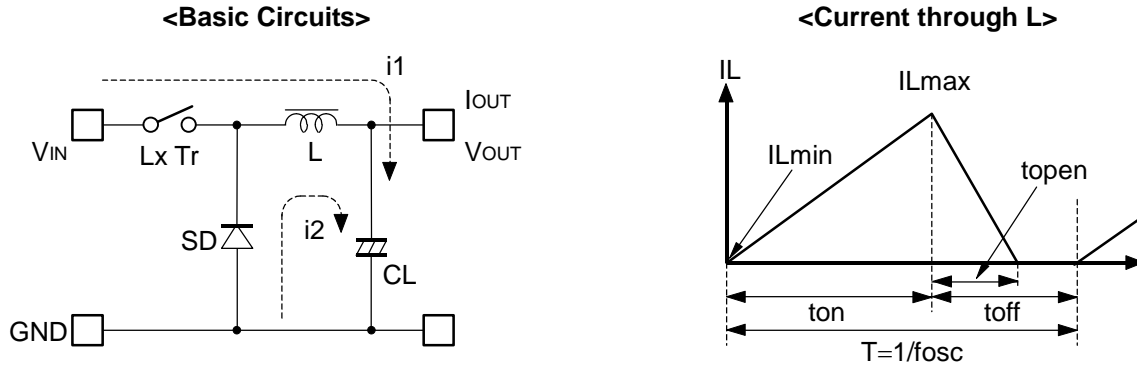 <Basic Circuits>
i1
VIN
Lx Tr
L
IOUT
VOUT
SD
i2
CL
GND
<Current through L>
IL
ILmax
ILmin
topen
ton
toff
T=1/fosc